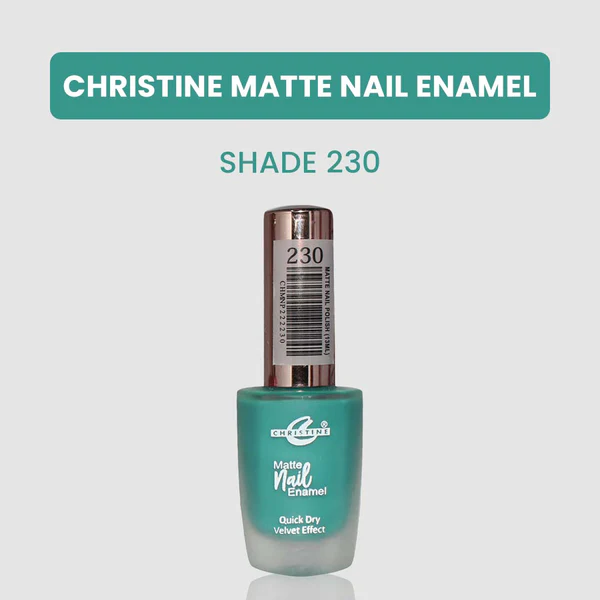 CHRISTINE MATTE NAIL ENAMEL
SHADE 230
230
MATTE NAIL POLISH (15ML)
CHMNP222230
CHRISTINE®
Matte
Nail
Enamel
Quick Dry
Velvet Effect